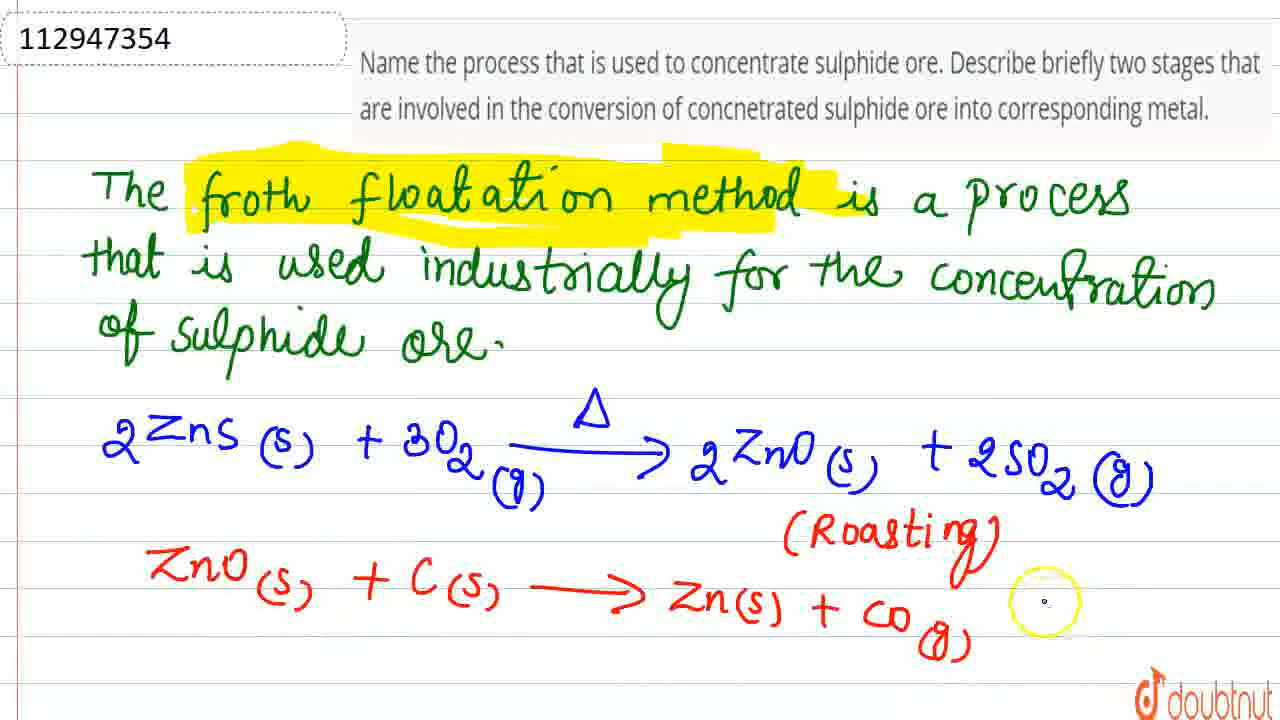 112947354
Name the process that is used to concentrate sulphide ore. Describe briefly two stages that
are involved in the conversion of concnetrated sulphide ore into corresponding metal.
The froth floatation method is a process
that is used industrially for the concentration
of sulphide ore.
2ZnS(s) + 3O₂(g) →Δ 2ZnO(s) + 2SO₂(g)
(Roasting)
ZnO(s) + C(s) → Zn(s) + CO(g)
doubtnut